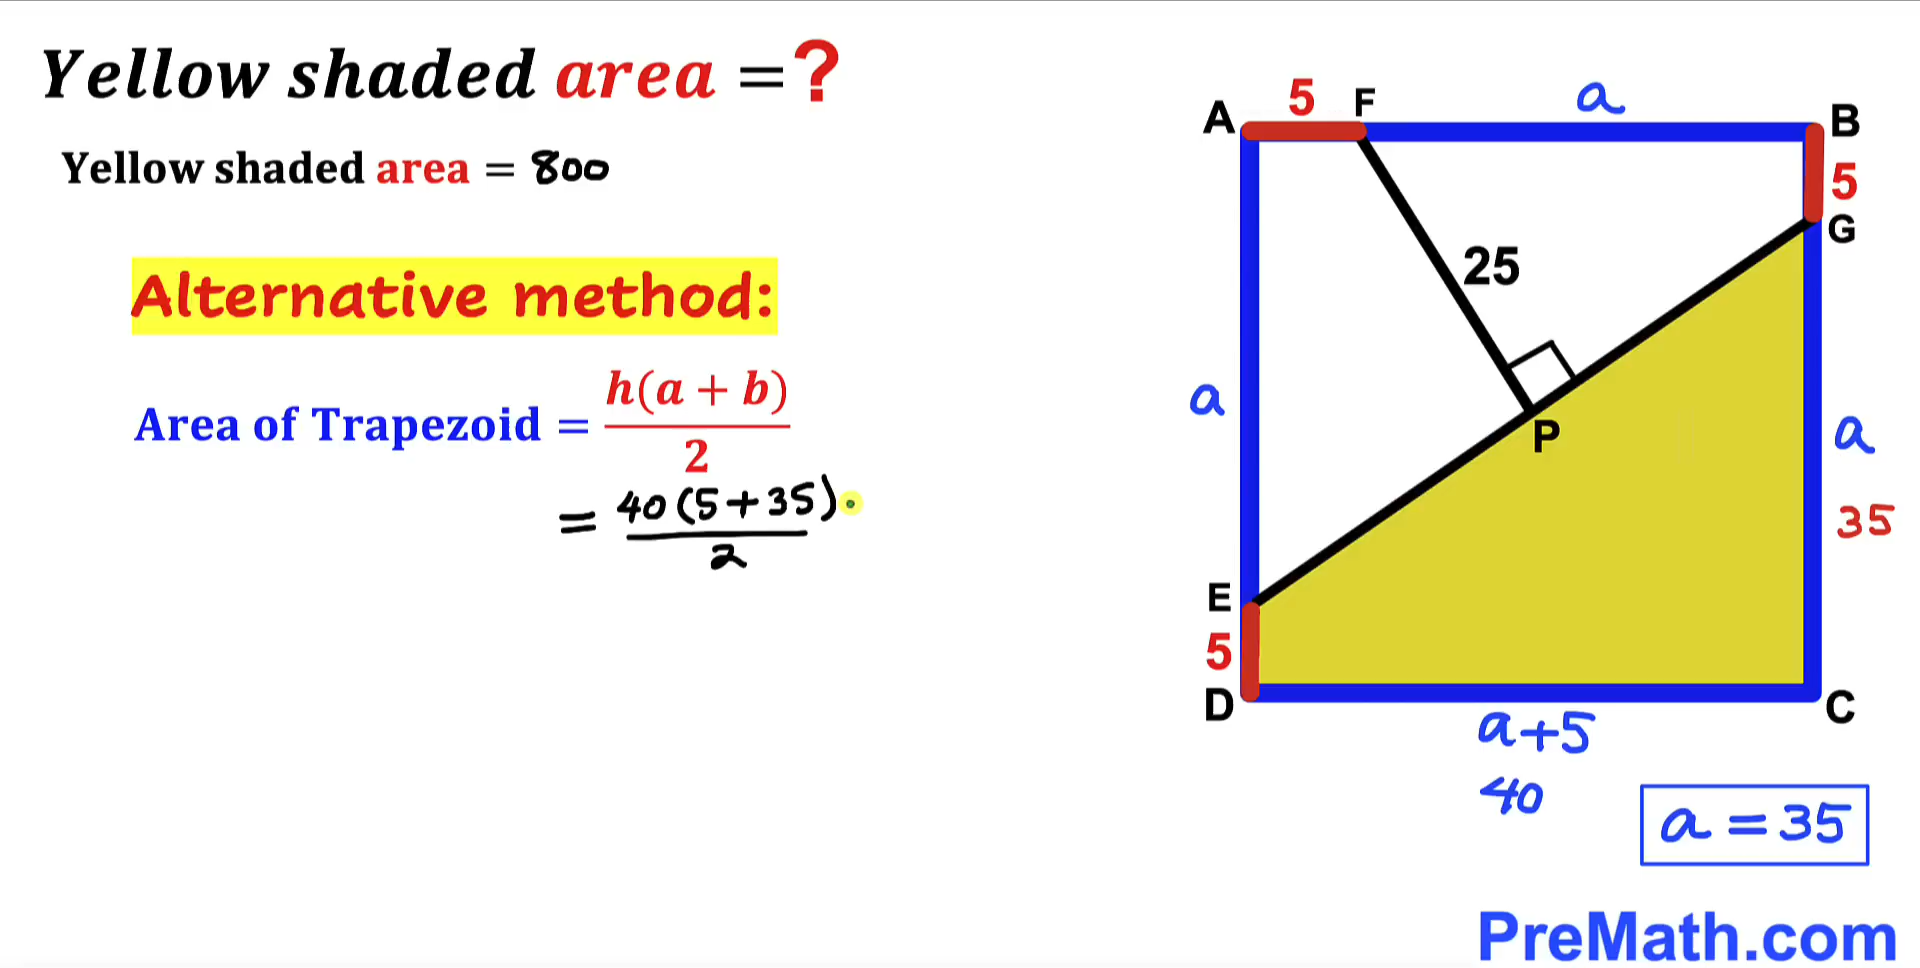 Yellow shaded area =?
Yellow shaded area = 800
Alternative method:
Area of Trapezoid = h(a + b)
2
= 40(5+35)
2
A 5 F a B
5
G
25
a
P
a
35
E
5
D
C
a+5
40
a = 35
PreMath.com